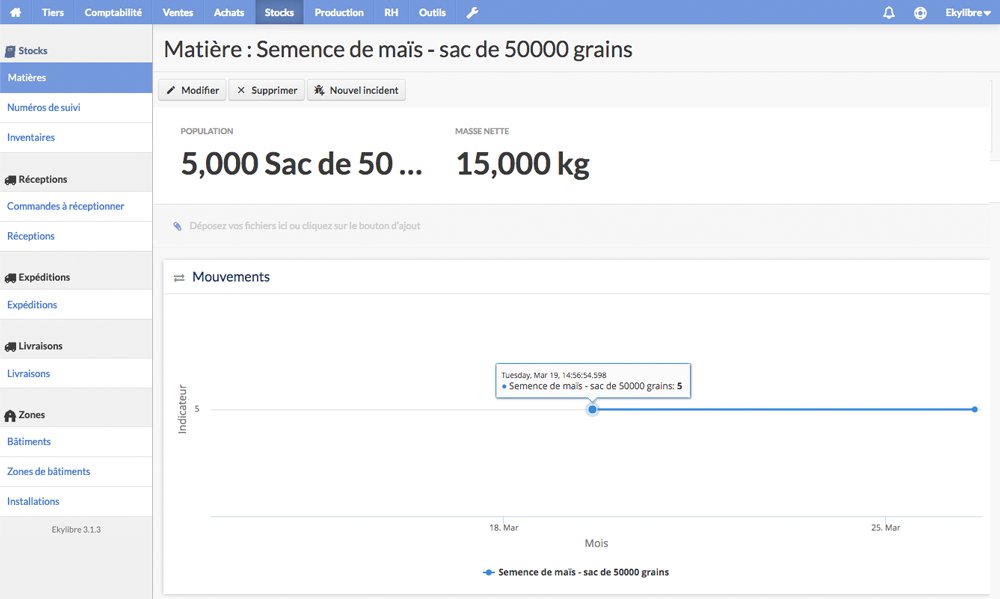 Tiers Comptabilité Ventes Achats Stocks Production RH Outils Ekylibre
Stocks
Matières
Numéros de suivi
Inventaires
Réceptions
Commandes à réceptionner
Réceptions
Expéditions
Expéditions
Livraisons
Livraisons
Zones
Bâtiments
Zones de bâtiments
Installations
Ekylibre 3.1.3
Matière : Semence de maïs - sac de 50000 grains
Modifier Supprimer Nouvel incident
POPULATION MASSE NETTE
5,000 Sac de 50 ... 15,000 kg
Déposez vos fichiers ici ou cliquez sur le bouton d'ajout
Mouvements
Tuesday, Mar 19, 14:56:54.598
Semence de maïs - sac de 50000 grains: 5
Indicateur
5
18. Mar 25. Mar
Mois
Semence de maïs - sac de 50000 grains